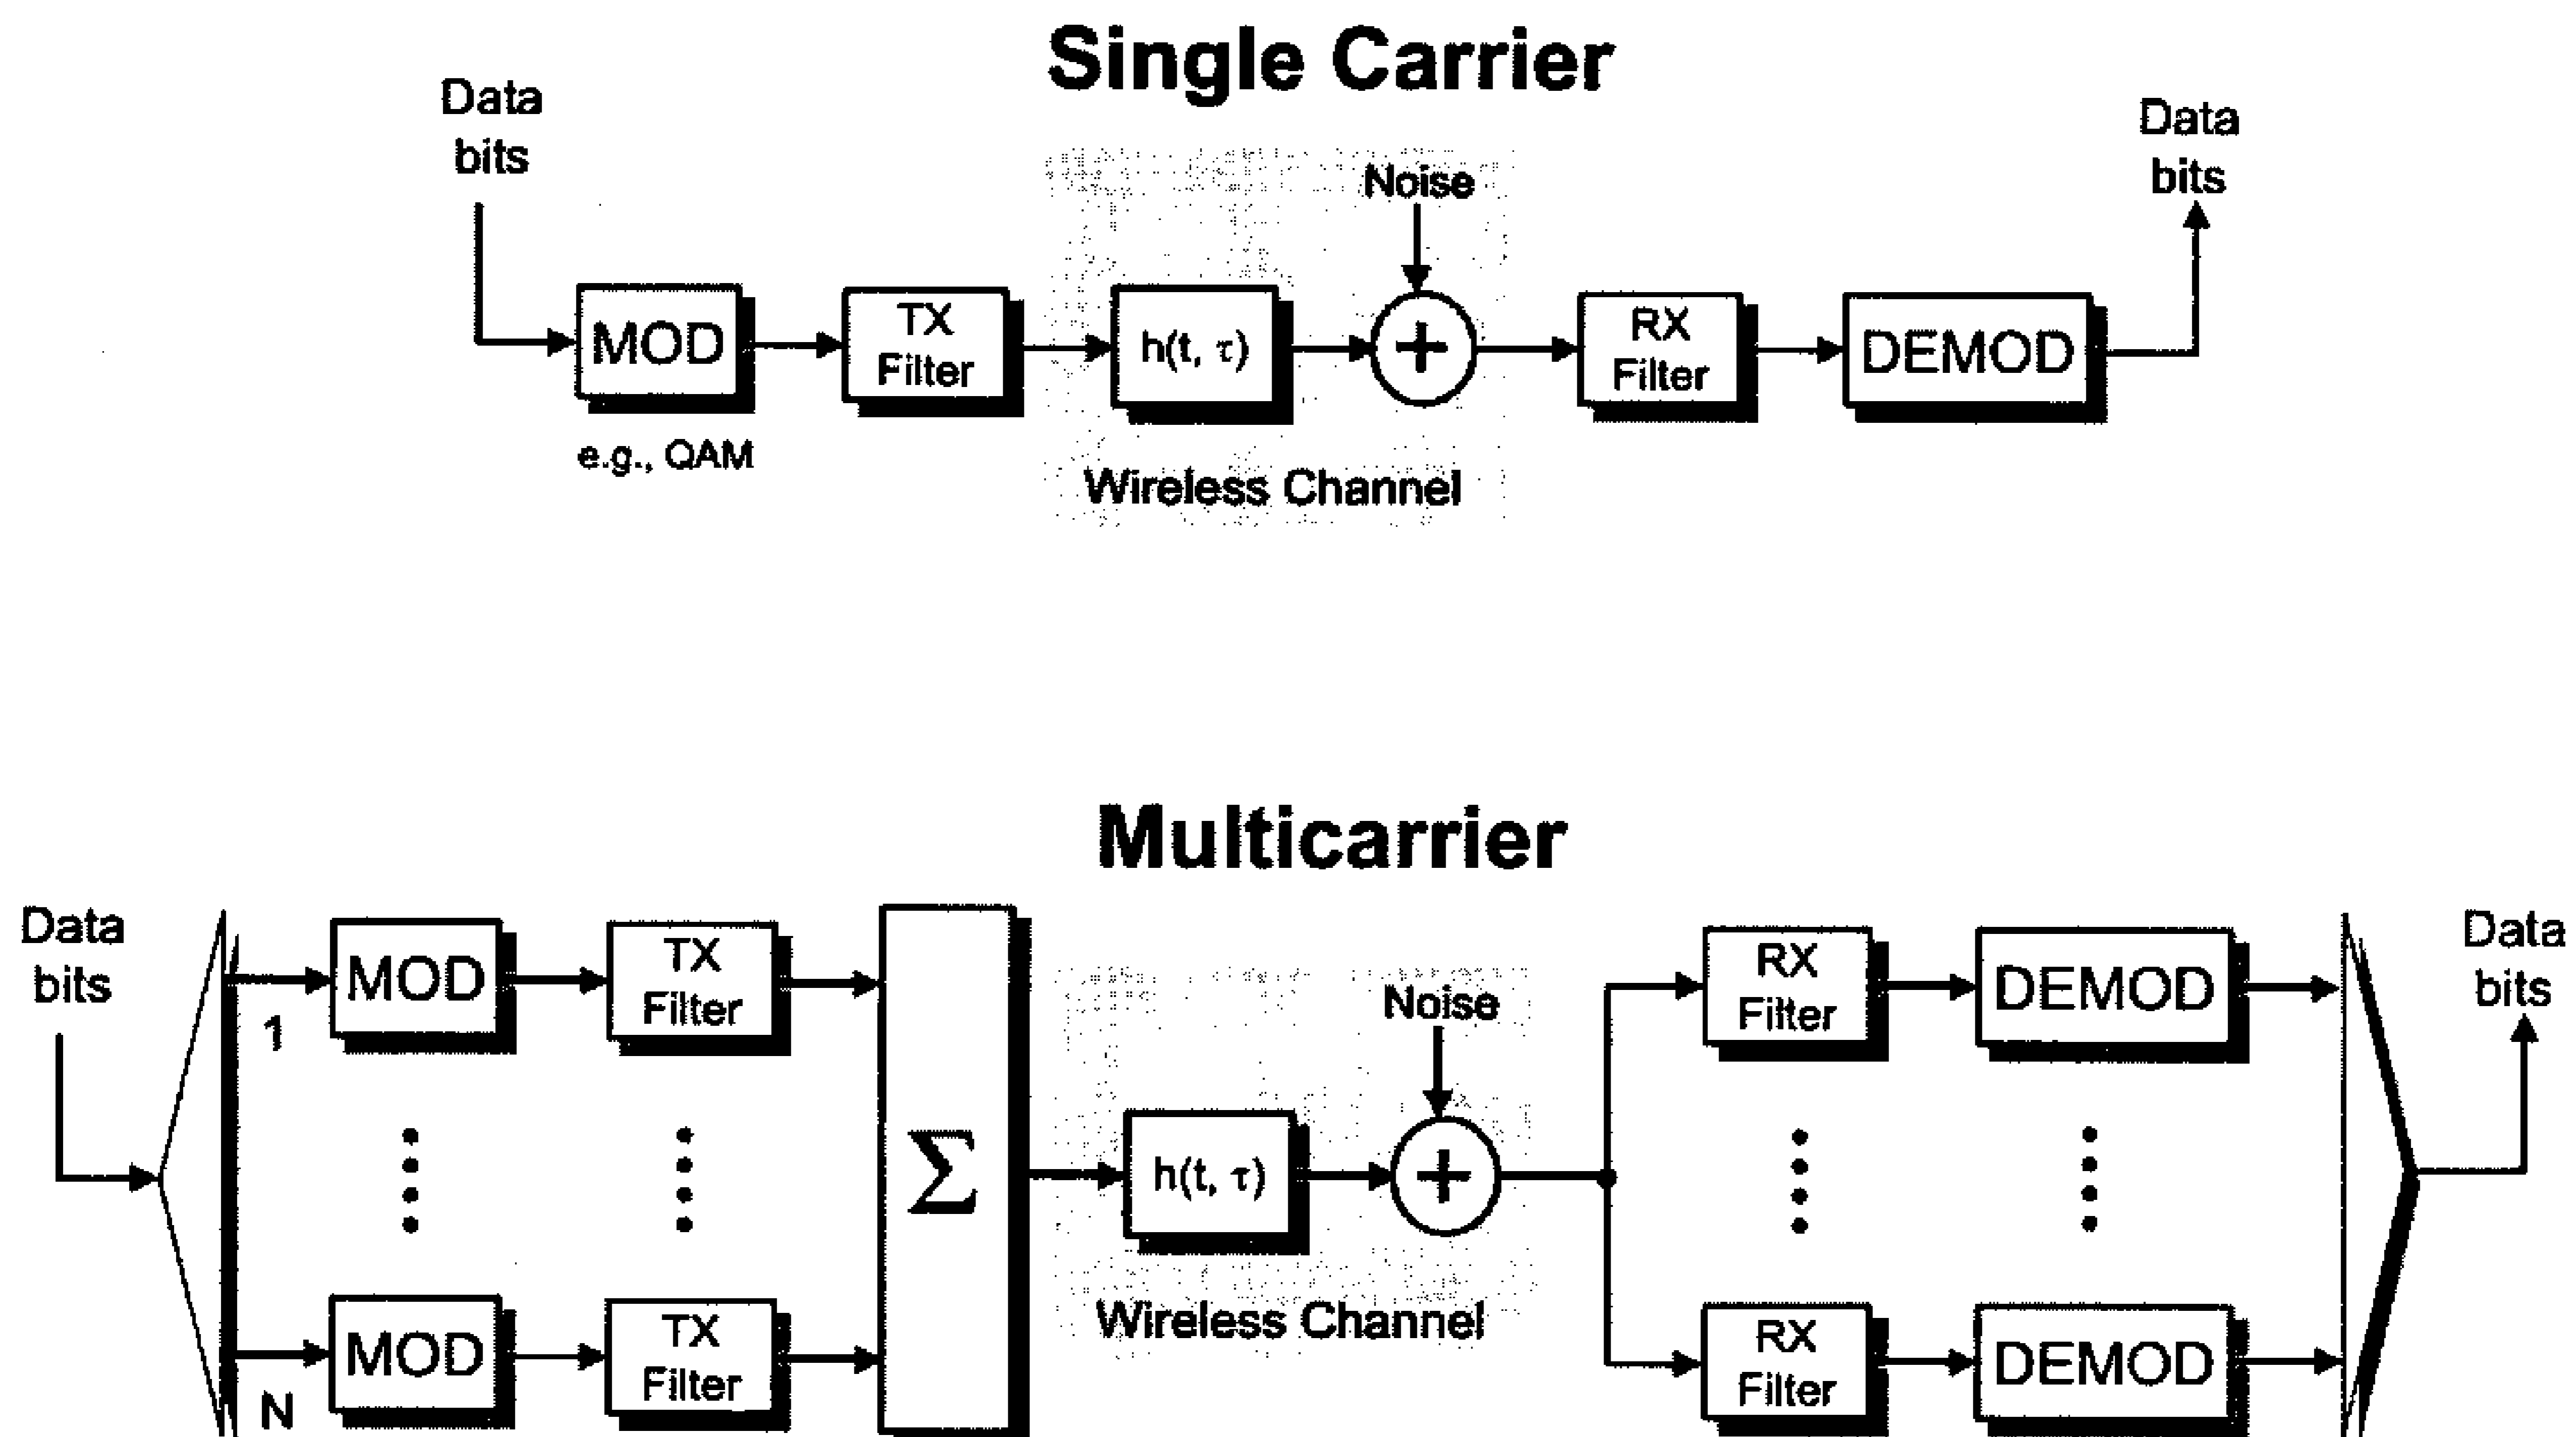 Single Carrier
Data
bits
Data
bits
Noise
MOD
TX
Filter
h(t, τ)
+
RX
Filter
DEMOD
e.g., QAM
Wireless Channel
Multicarrier
Data
bits
Data
bits
1
MOD
TX
Filter
Noise
RX
Filter
DEMOD
Σ
h(t, τ)
+
Wireless Channel
N
MOD
TX
Filter
RX
Filter
DEMOD